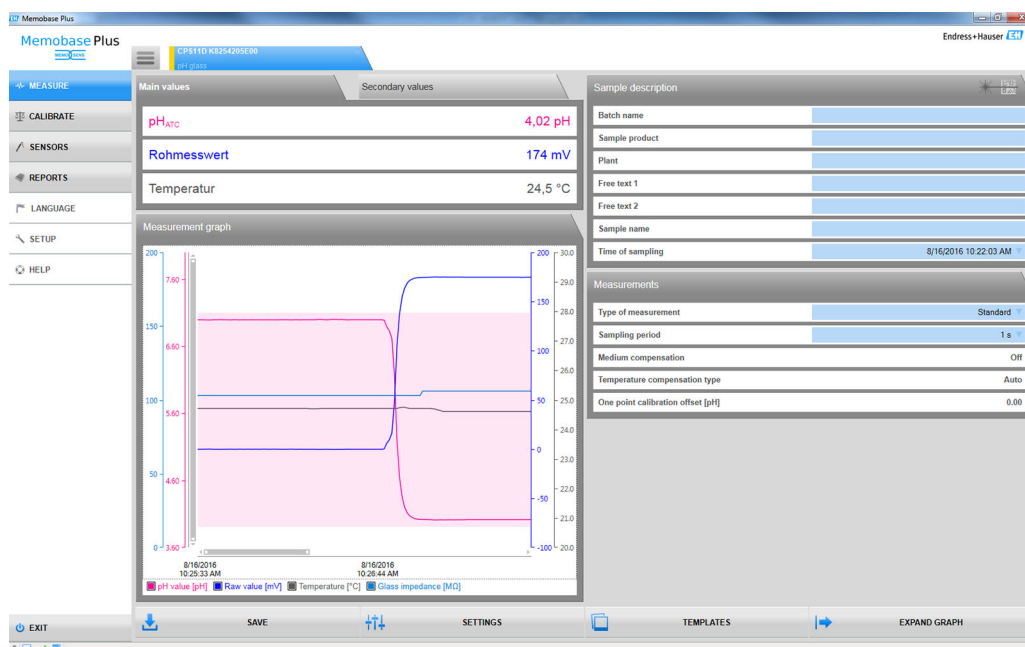 Memobase Plus
Memobase Plus
MEMOSENS
Endress+Hauser EH
CPS11D K8254205E00
pH glass
MEASURE
CALIBRATE
SENSORS
REPORTS
LANGUAGE
SETUP
HELP
EXIT
Main values
Secondary values
pHATC 4,02 pH
Rohmesswert 174 mV
Temperatur 24,5 °C
Measurement graph
200
150
100
50
0
7.60
6.60
5.60
4.60
3.60
200
150
100
50
0
-50
-100
30.0
29.0
28.0
27.0
26.0
25.0
24.0
23.0
22.0
21.0
20.0
8/16/2016
10:25:33 AM
8/16/2016
10:26:44 AM
pH value [pH] Raw value [mV] Temperature [°C] Glass impedance [MΩ]
Sample description
Batch name
Sample product
Plant
Free text 1
Free text 2
Sample name
Time of sampling 8/16/2016 10:22:03 AM
Measurements
Type of measurement Standard
Sampling period 1 s
Medium compensation Off
Temperature compensation type Auto
One point calibration offset [pH] 0.00
SAVE
SETTINGS
TEMPLATES
EXPAND GRAPH